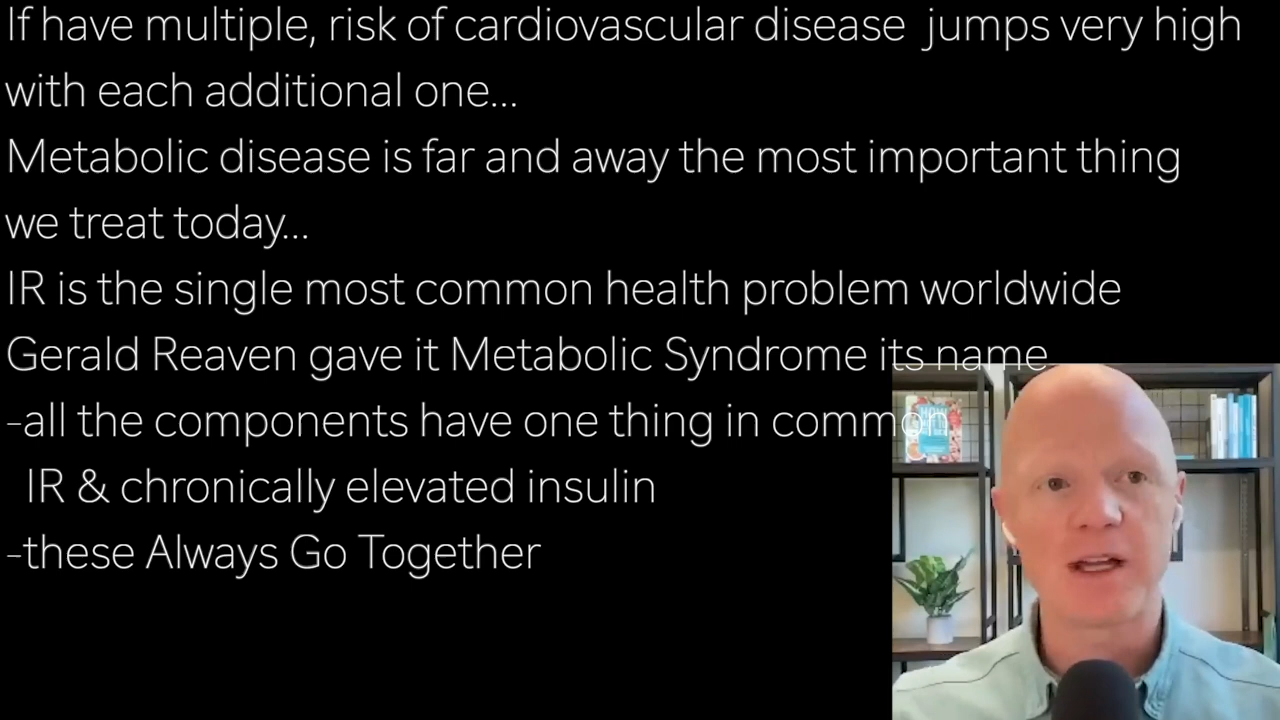 If have multiple, risk of cardiovascular disease jumps very high
with each additional one...
Metabolic disease is far and away the most important thing
we treat today...
IR is the single most common health problem worldwide
Gerald Reaven gave it Metabolic Syndrome its name
-all the components have one thing in common
IR & chronically elevated insulin
-these Always Go Together